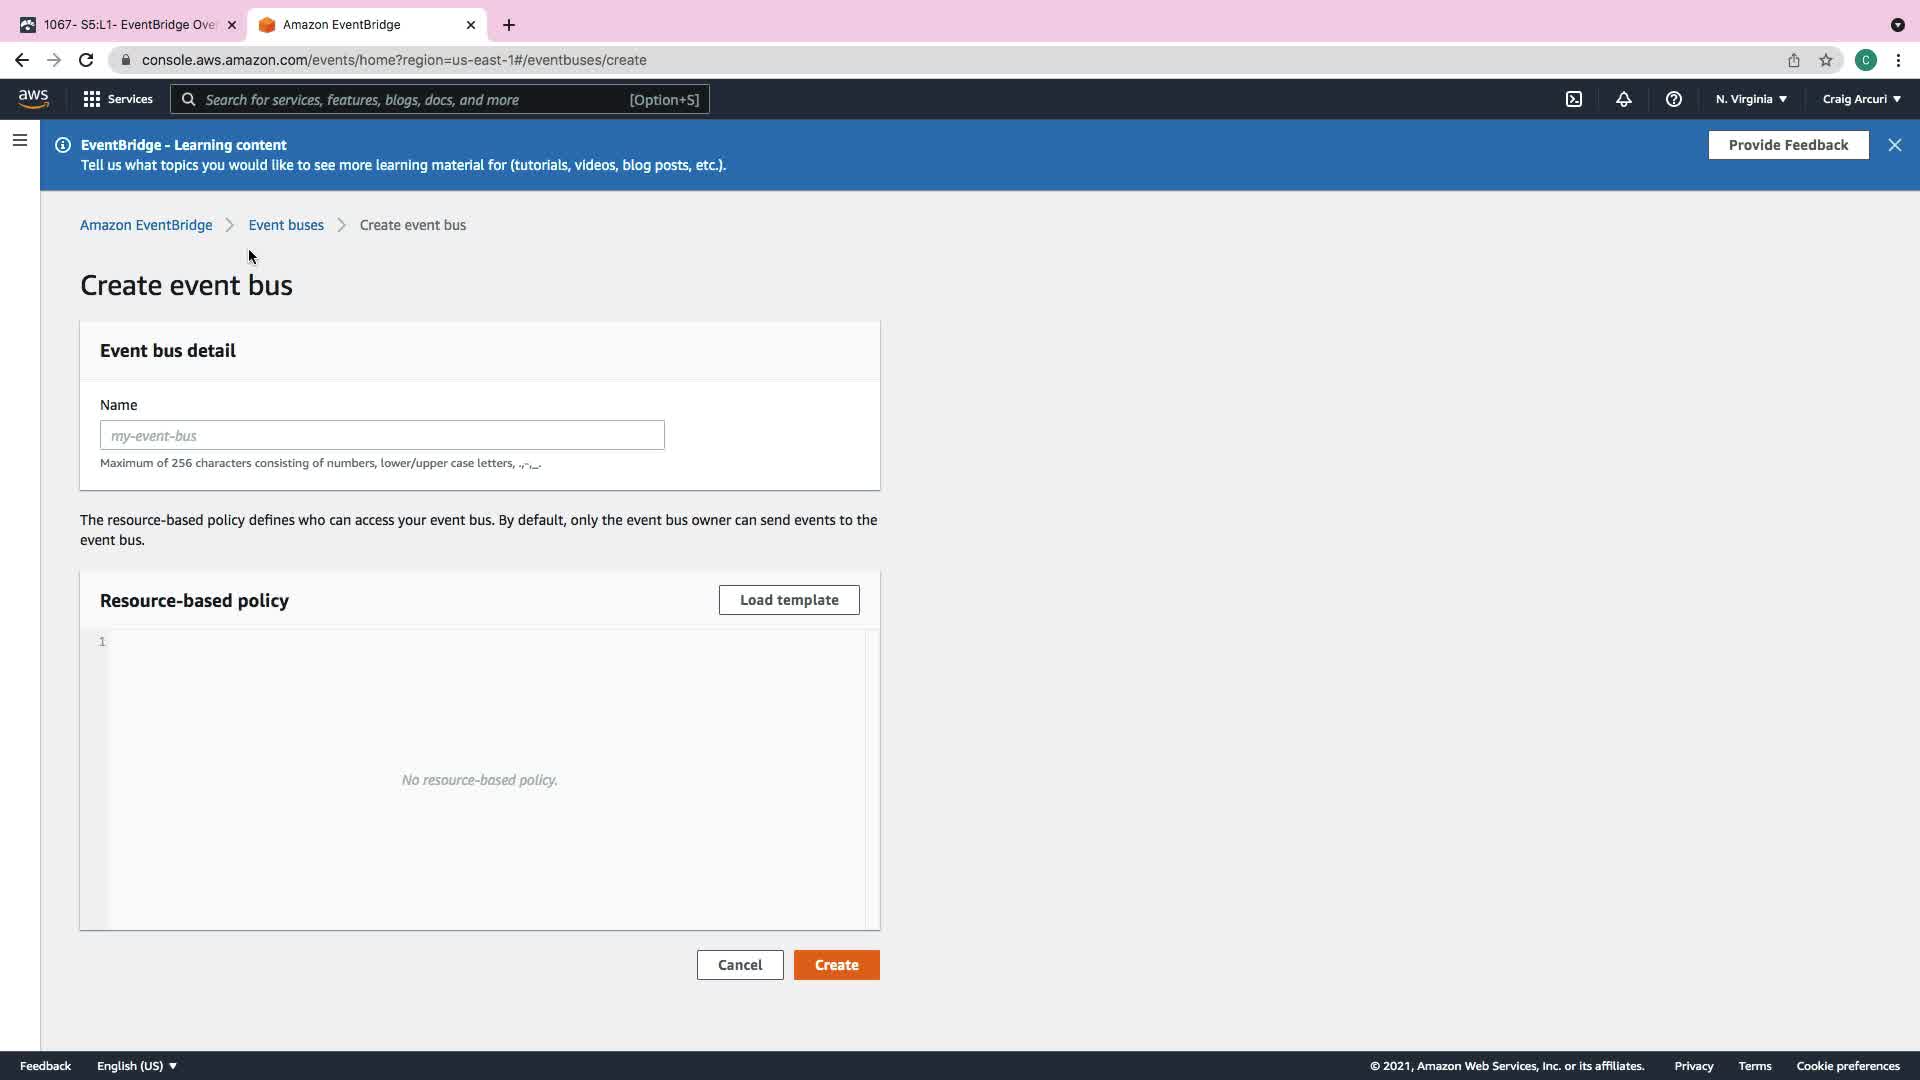 1067- S5:L1- EventBridge Ove
Amazon EventBridge
console.aws.amazon.com/events/home?region=us-east-1#/eventbuses/create
C
aws
Services
Search for services, features, blogs, docs, and more
[Option+S]
N. Virginia
Craig Arcuri
EventBridge - Learning content
Tell us what topics you would like to see more learning material for (tutorials, videos, blog posts, etc.).
Provide Feedback
Amazon EventBridge
Event buses
Create event bus
Create event bus
Event bus detail
Name
my-event-bus
Maximum of 256 characters consisting of numbers, lower/upper case letters, .,-,_.
The resource-based policy defines who can access your event bus. By default, only the event bus owner can send events to the
event bus.
Resource-based policy
Load template
1
No resource-based policy.
Cancel
Create
Feedback
English (US)
© 2021, Amazon Web Services, Inc. or its affiliates.
Privacy
Terms
Cookie preferences